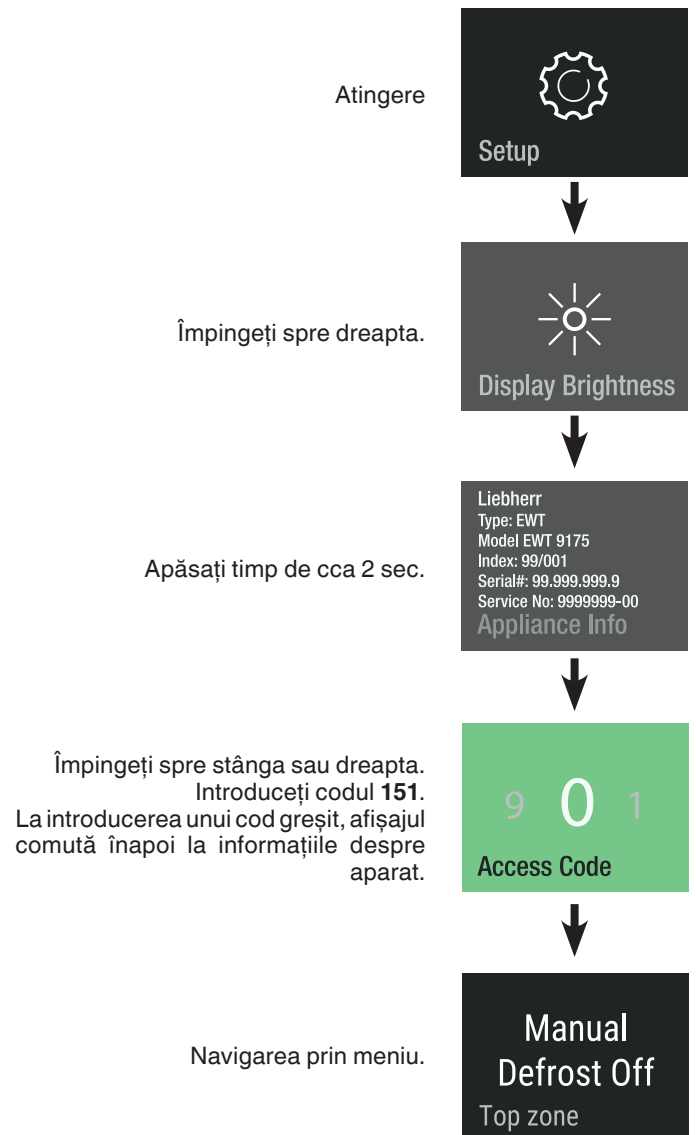 Atingere
Setup
Împingeți spre dreapta.
Display Brightness
Apăsați timp de cca 2 sec.
Liebherr
Type: EWT
Model EWT 9175
Index: 99/001
Serial#: 99.999.999.9
Service No: 9999999-00
Appliance Info
Împingeți spre stânga sau dreapta.
Introduceți codul 151.
La introducerea unui cod greșit, afișajul
comută înapoi la informațiile despre
aparat.
9 0 1
Access Code
Navigarea prin meniu.
Manual
Defrost Off
Top zone